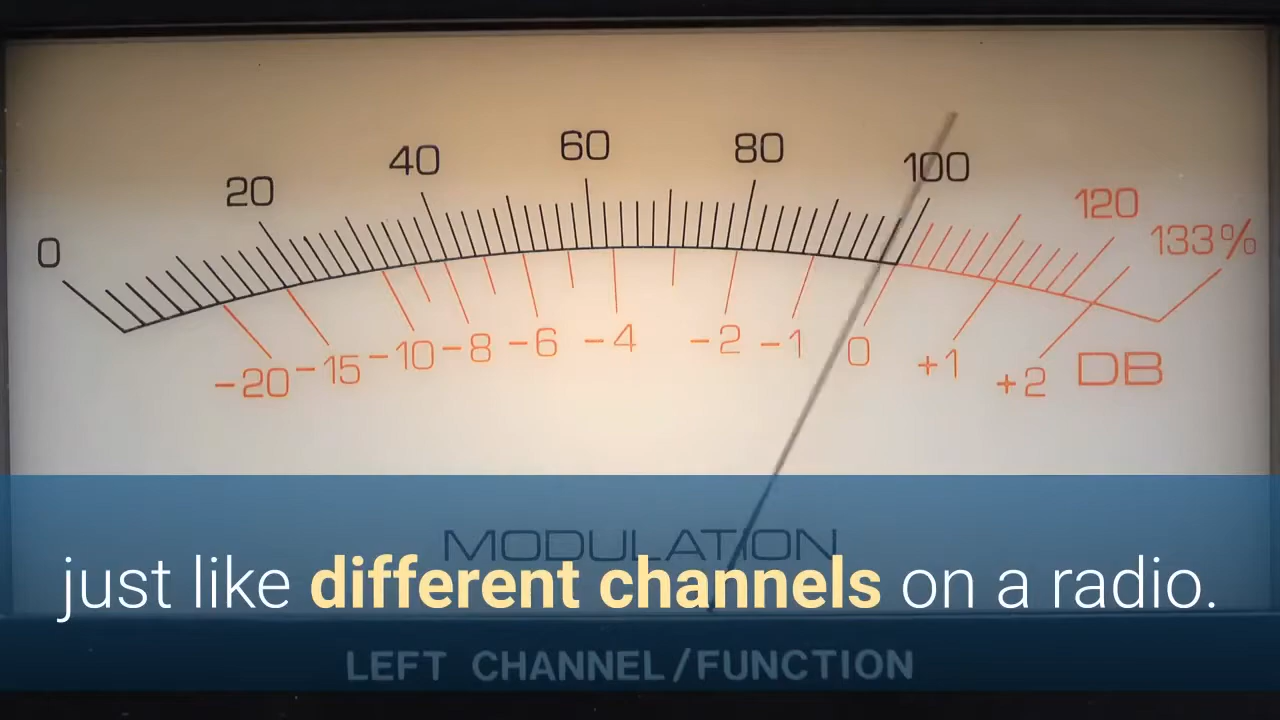 0 20 40 60 80 100 120 133%
-20 -15 -10 -8 -6 -4 -2 -1 0 +1 +2 DB
MODULATION
just like different channels on a radio.
LEFT CHANNEL/FUNCTION